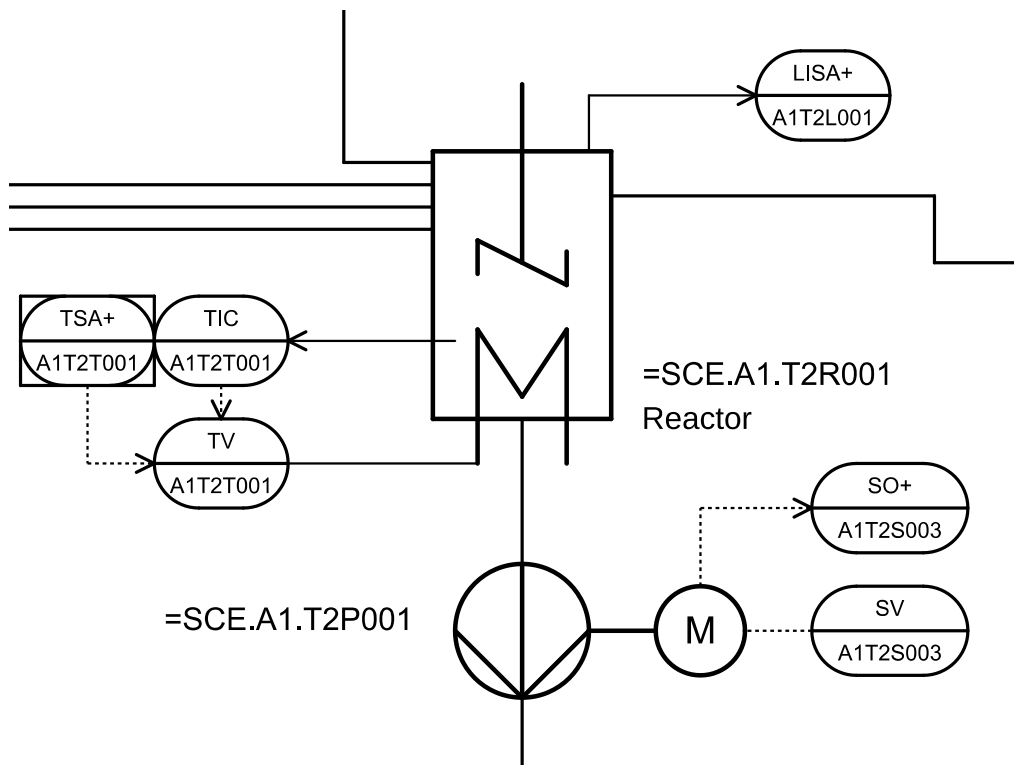 LISA+
A1T2L001
TSA+
A1T2T001
TIC
A1T2T001
=SCE.A1.T2R001
Reactor
TV
A1T2T001
SO+
A1T2S003
=SCE.A1.T2P001
M
SV
A1T2S003